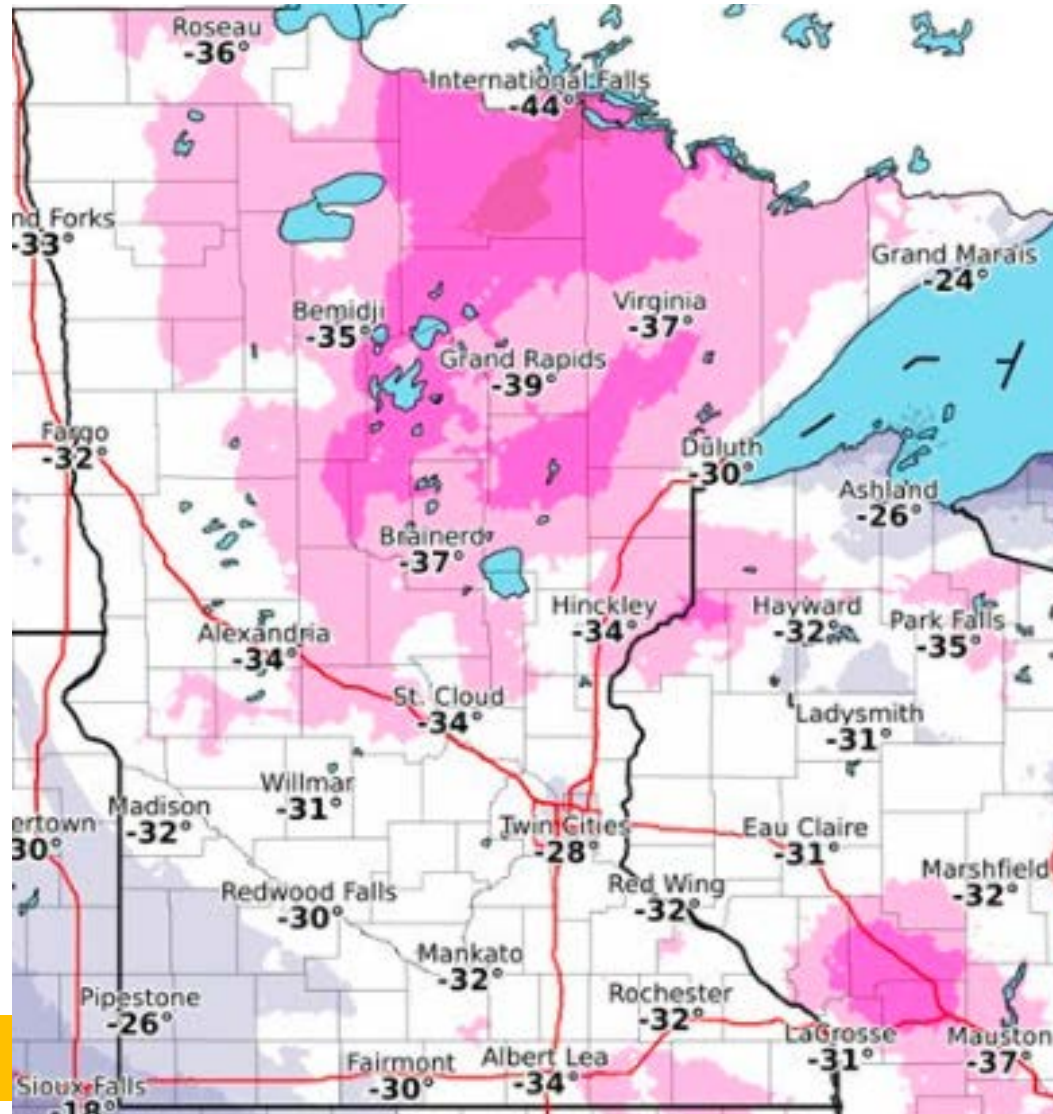 Roseau
-36°
International Falls
-44°
nd Forks
-33°
Grand Marais
-24°
Bemidji
-35°
Virginia
-37°
Grand Rapids
-39°
Fargo
-32°
Duluth
-30°
Ashland
-26°
Brainerd
-37°
Hinckley
-34°
Hayward
-32°
Park Falls
-35°
Alexandria
-34°
St. Cloud
-34°
Ladysmith
-31°
Willmar
-31°
Madison
-32°
ertown
30°
Twin Cities
-28°
Eau Claire
-31°
Marshfield
-32°
Redwood Falls
-30°
Red Wing
-32°
Mankato
-32°
Pipestone
-26°
Rochester
-32°
LaCrosse
-31°
Mauston
-37°
Fairmont
-30°
Albert Lea
-34°
Sioux Falls
-18°